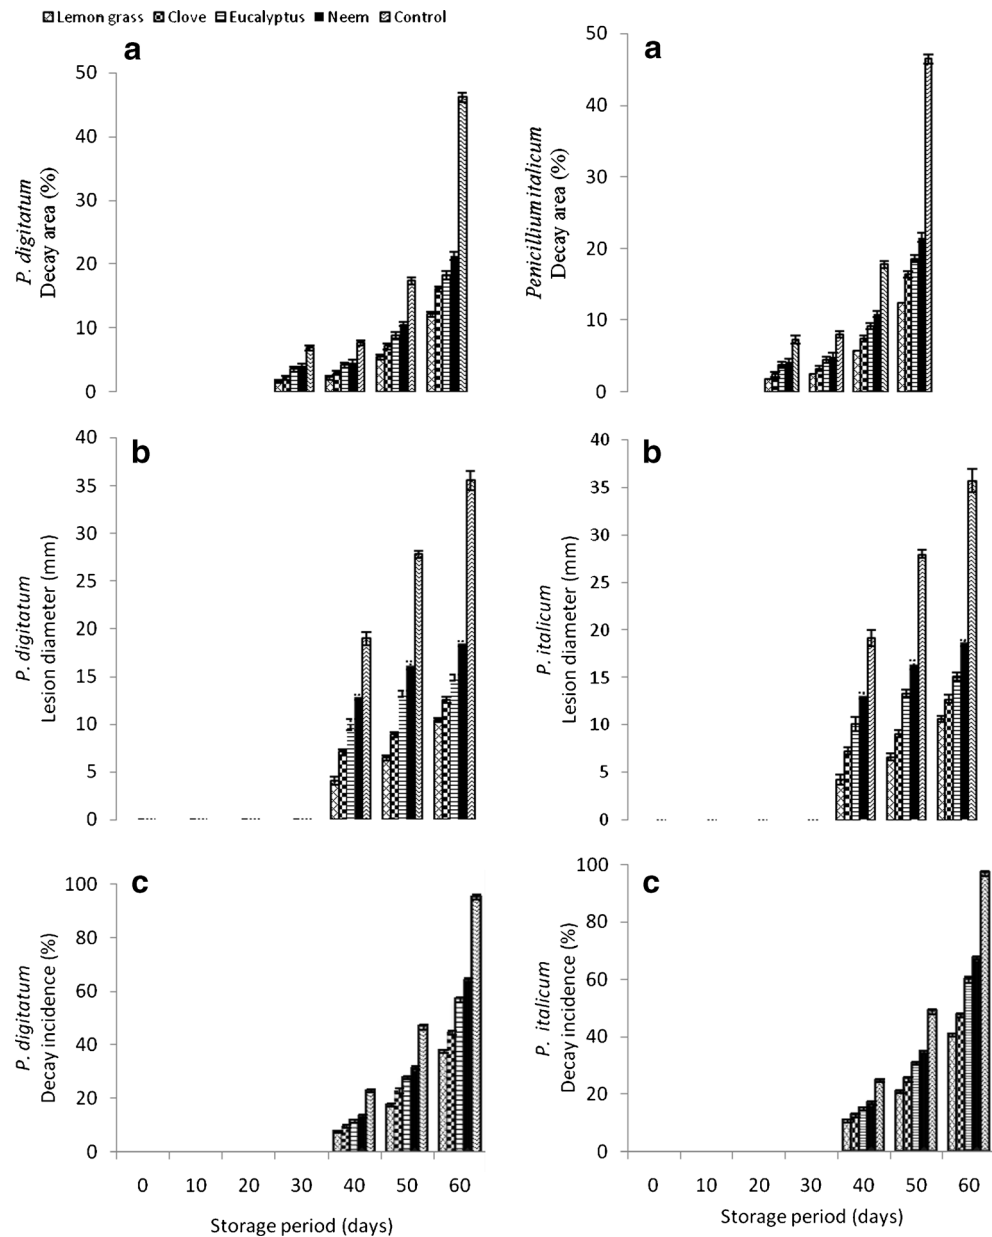 Lemon grass Clove Eucalyptus Neem Control
a
50
40
30
20
10
0
P. digitatum
Decay area (%)
a
50
40
30
20
10
0
Penicillium italicum
Decay area (%)
b
40
35
30
25
20
15
10
5
0
P. digitatum
Lesion diameter (mm)
b
40
35
30
25
20
15
10
5
0
P. italicum
Lesion diameter (mm)
c
100
80
60
40
20
0
P. digitatum
Decay incidence (%)
0 10 20 30 40 50 60
Storage period (days)
c
100
80
60
40
20
0
P. italicum
Decay incidence (%)
0 10 20 30 40 50 60
Storage period (days)